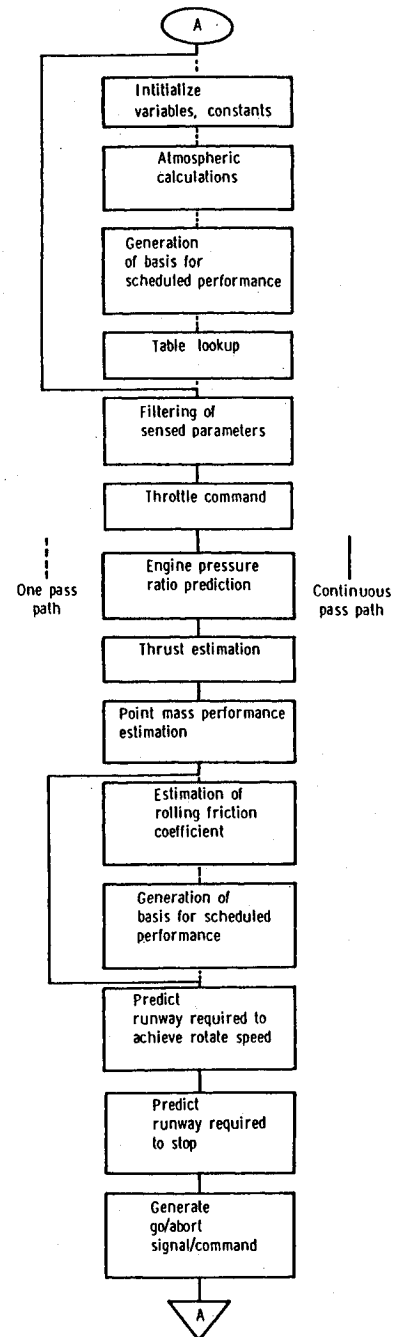 A
Intitialize
variables, constants
Atmospheric
calculations
Generation
of basis for
scheduled performance
Table lookup
Filtering of
sensed parameters
Throttle command
One pass
path
Engine pressure
ratio prediction
Continuous
pass path
Thrust estimation
Point mass performance
estimation
Estimation of
rolling friction
coefficient
Generation of
basis for scheduled
performance
Predict
runway required to
achieve rotate speed
Predict
runway required
to stop
Generate
go/abort
signal/command
A